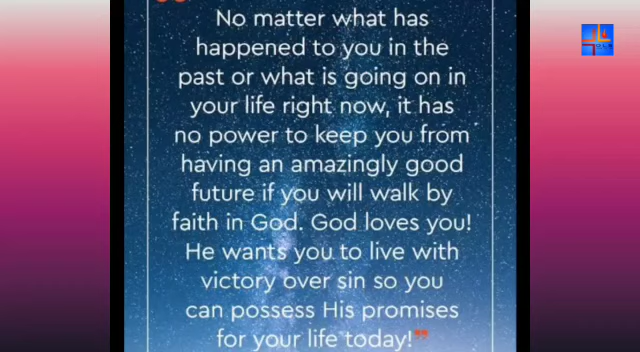 No matter what has
happened to you in the
past or what is going on in
your life right now, it has
no power to keep you from
having an amazingly good
future if you will walk by
faith in God. God loves you!
He wants you to live with
victory over sin so you
can possess His promises
for your life today!”